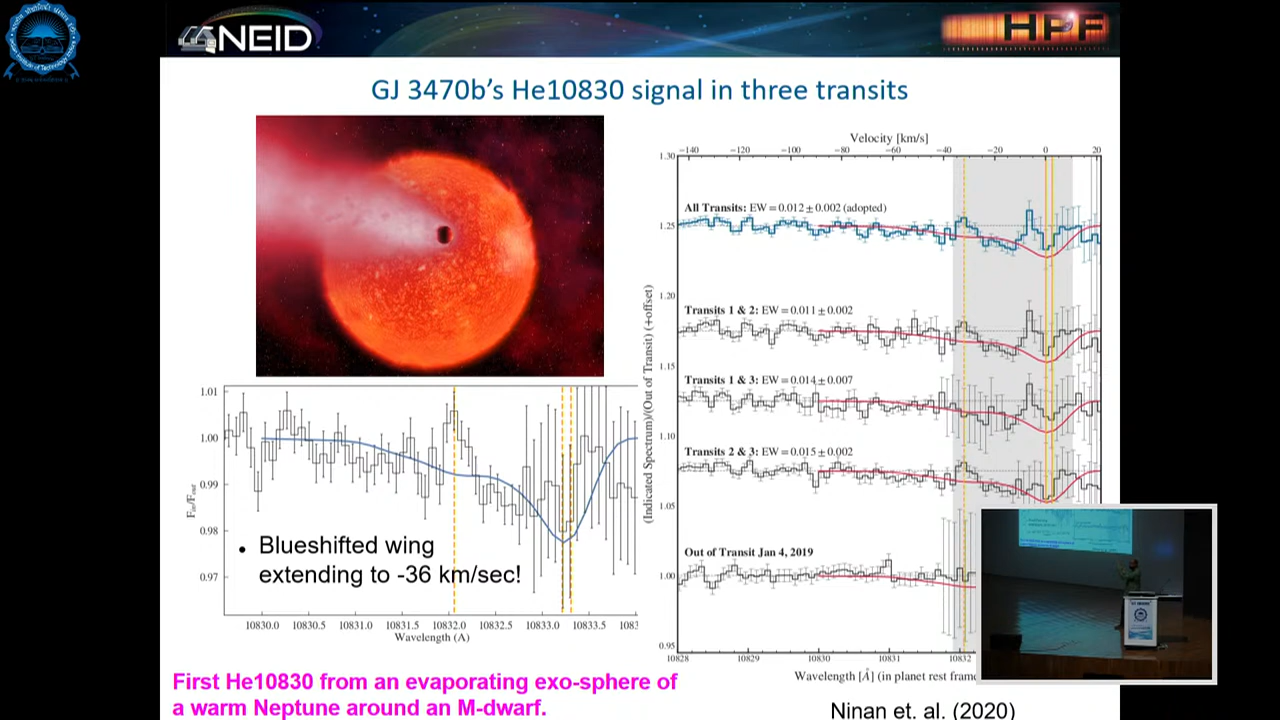 NEID
HPF
GJ 3470b's He10830 signal in three transits
Velocity [km/s]
−140 −120 −100 −80 −60 −40 −20 0 20
1.30
All Transits: EW = 0.012 ± 0.002 (adopted)
1.25
1.20
Transits 1 & 2: EW = 0.011 ± 0.002
1.15
Transits 1 & 3: EW = 0.014 ± 0.007
1.10
Transits 2 & 3: EW = 0.015 ± 0.002
1.05
Out of Transit Jan 4, 2019
1.00
0.95
(Indicated Spectrum)/(Out of Transit) (+offset)
10828 10829 10830 10831 10832
Wavelength [Å] (in planet rest frame
1.01
1.00
0.99
0.98
0.97
Fin/Fout
• Blueshifted wing
extending to -36 km/sec!
10830.0 10830.5 10831.0 10831.5 10832.0 10832.5 10833.0 10833.5 1083
Wavelength (A)
First He10830 from an evaporating exo-sphere of
a warm Neptune around an M-dwarf.
Ninan et. al. (2020)